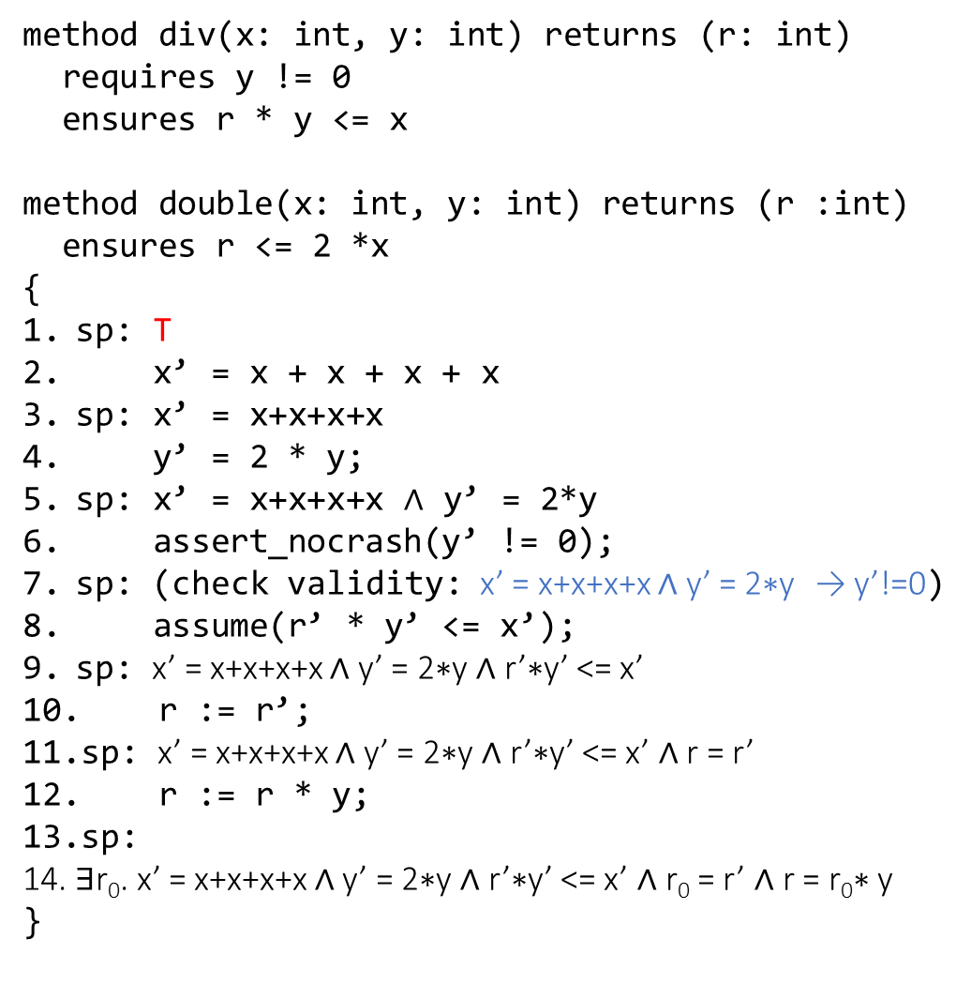 method div(x: int, y: int) returns (r: int)
requires y != 0
ensures r * y <= x
method double(x: int, y: int) returns (r :int)
ensures r <= 2 *x
{
1. sp: T
2. x’ = x + x + x + x
3. sp: x’ = x+x+x+x
4. y’ = 2 * y;
5. sp: x’ = x+x+x+x ∧ y’ = 2*y
6. assert_nocrash(y’ != 0);
7. sp: (check validity: x’ = x+x+x+x ∧ y’ = 2*y → y’!=0)
8. assume(r’ * y’ <= x’);
9. sp: x’ = x+x+x+x ∧ y’ = 2*y ∧ r’*y’ <= x’
10. r := r’;
11.sp: x’ = x+x+x+x ∧ y’ = 2*y ∧ r’*y’ <= x’ ∧ r = r’
12. r := r * y;
13.sp:
14. ∃r₀. x’ = x+x+x+x ∧ y’ = 2*y ∧ r’*y’ <= x’ ∧ r₀ = r’ ∧ r = r₀* y
}